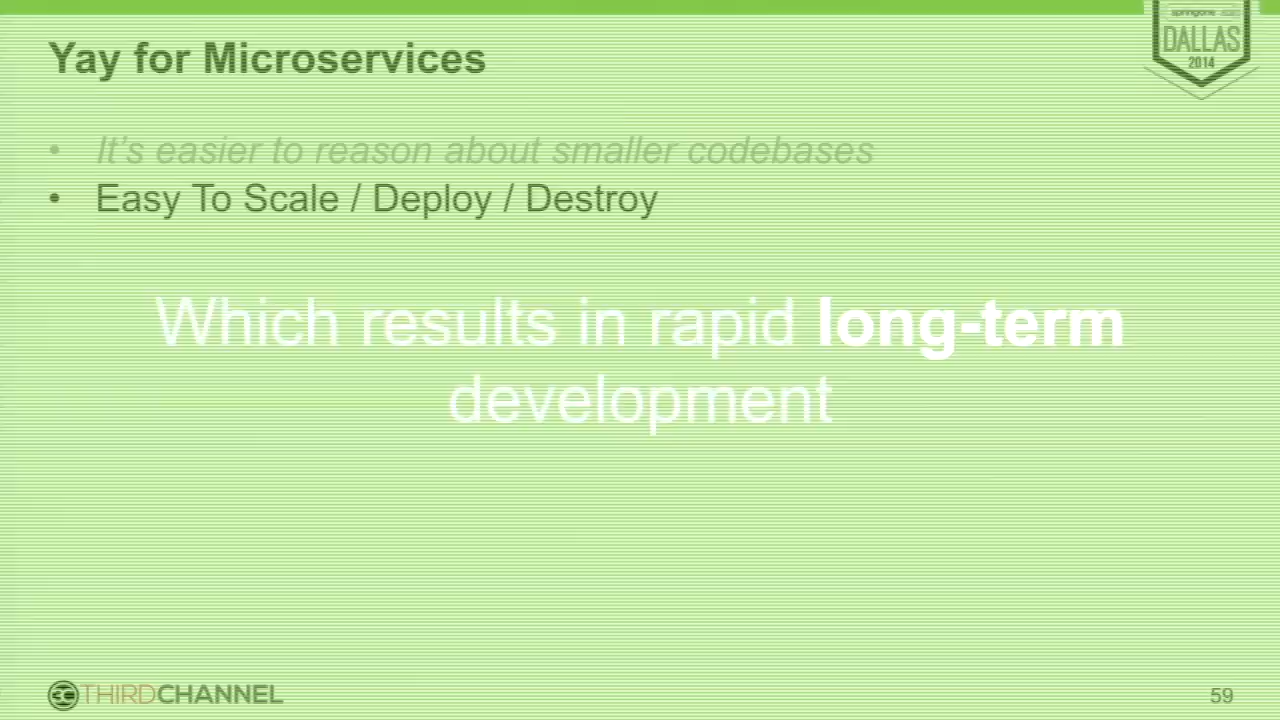 Yay for Microservices
springone
DALLAS
2014
• It's easier to reason about smaller codebases
• Easy To Scale / Deploy / Destroy
Which results in rapid long-term
development
THIRDCHANNEL
59